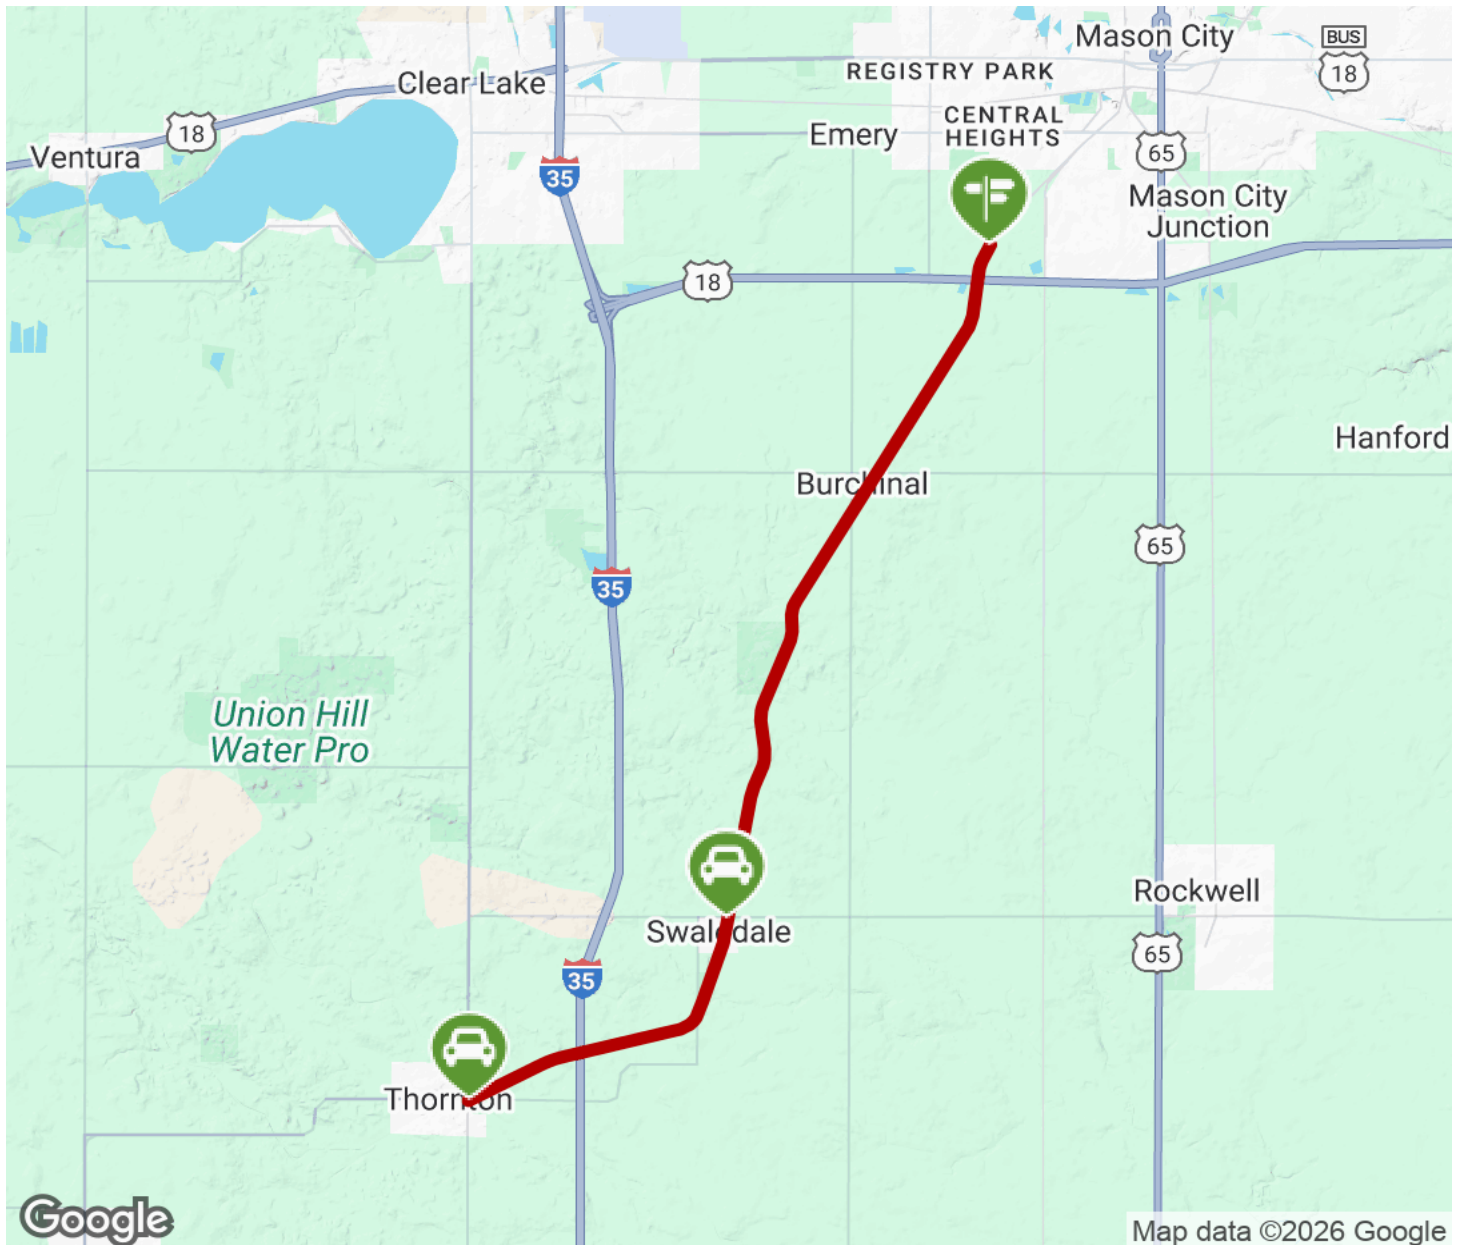 Mason City
BUS
18
REGISTRY PARK
Clear Lake
CENTRAL
HEIGHTS
18
Emery
65
Ventura
35
Mason City
Junction
18
Hanford
Burchinal
65
35
Union Hill
Water Pro
Rockwell
Swaledale
65
35
Thornton
Google
Map data ©2026 Google